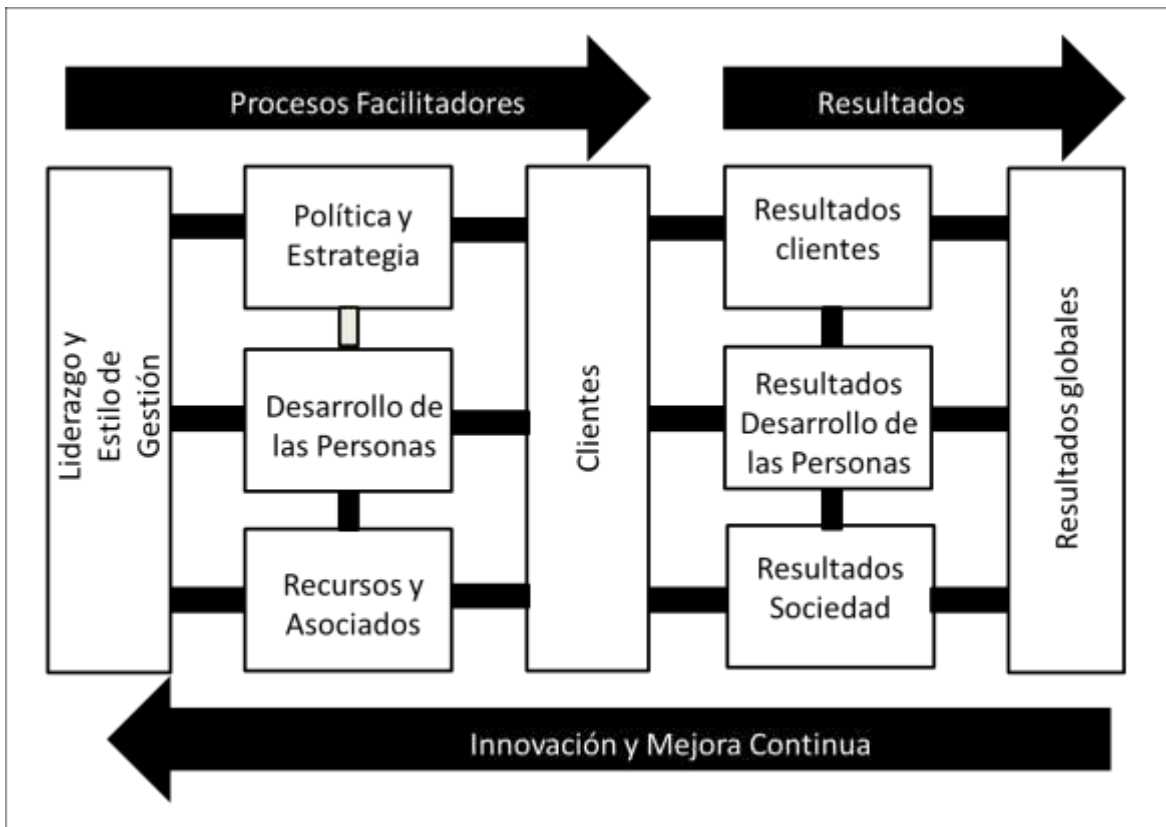 Procesos Facilitadores
Resultados
Liderazgo y
Estilo de
Gestión
Política y
Estrategia
Desarrollo de
las Personas
Recursos y
Asociados
Clientes
Resultados
clientes
Resultados
Desarrollo de
las Personas
Resultados
Sociedad
Resultados globales
Innovación y Mejora Continua